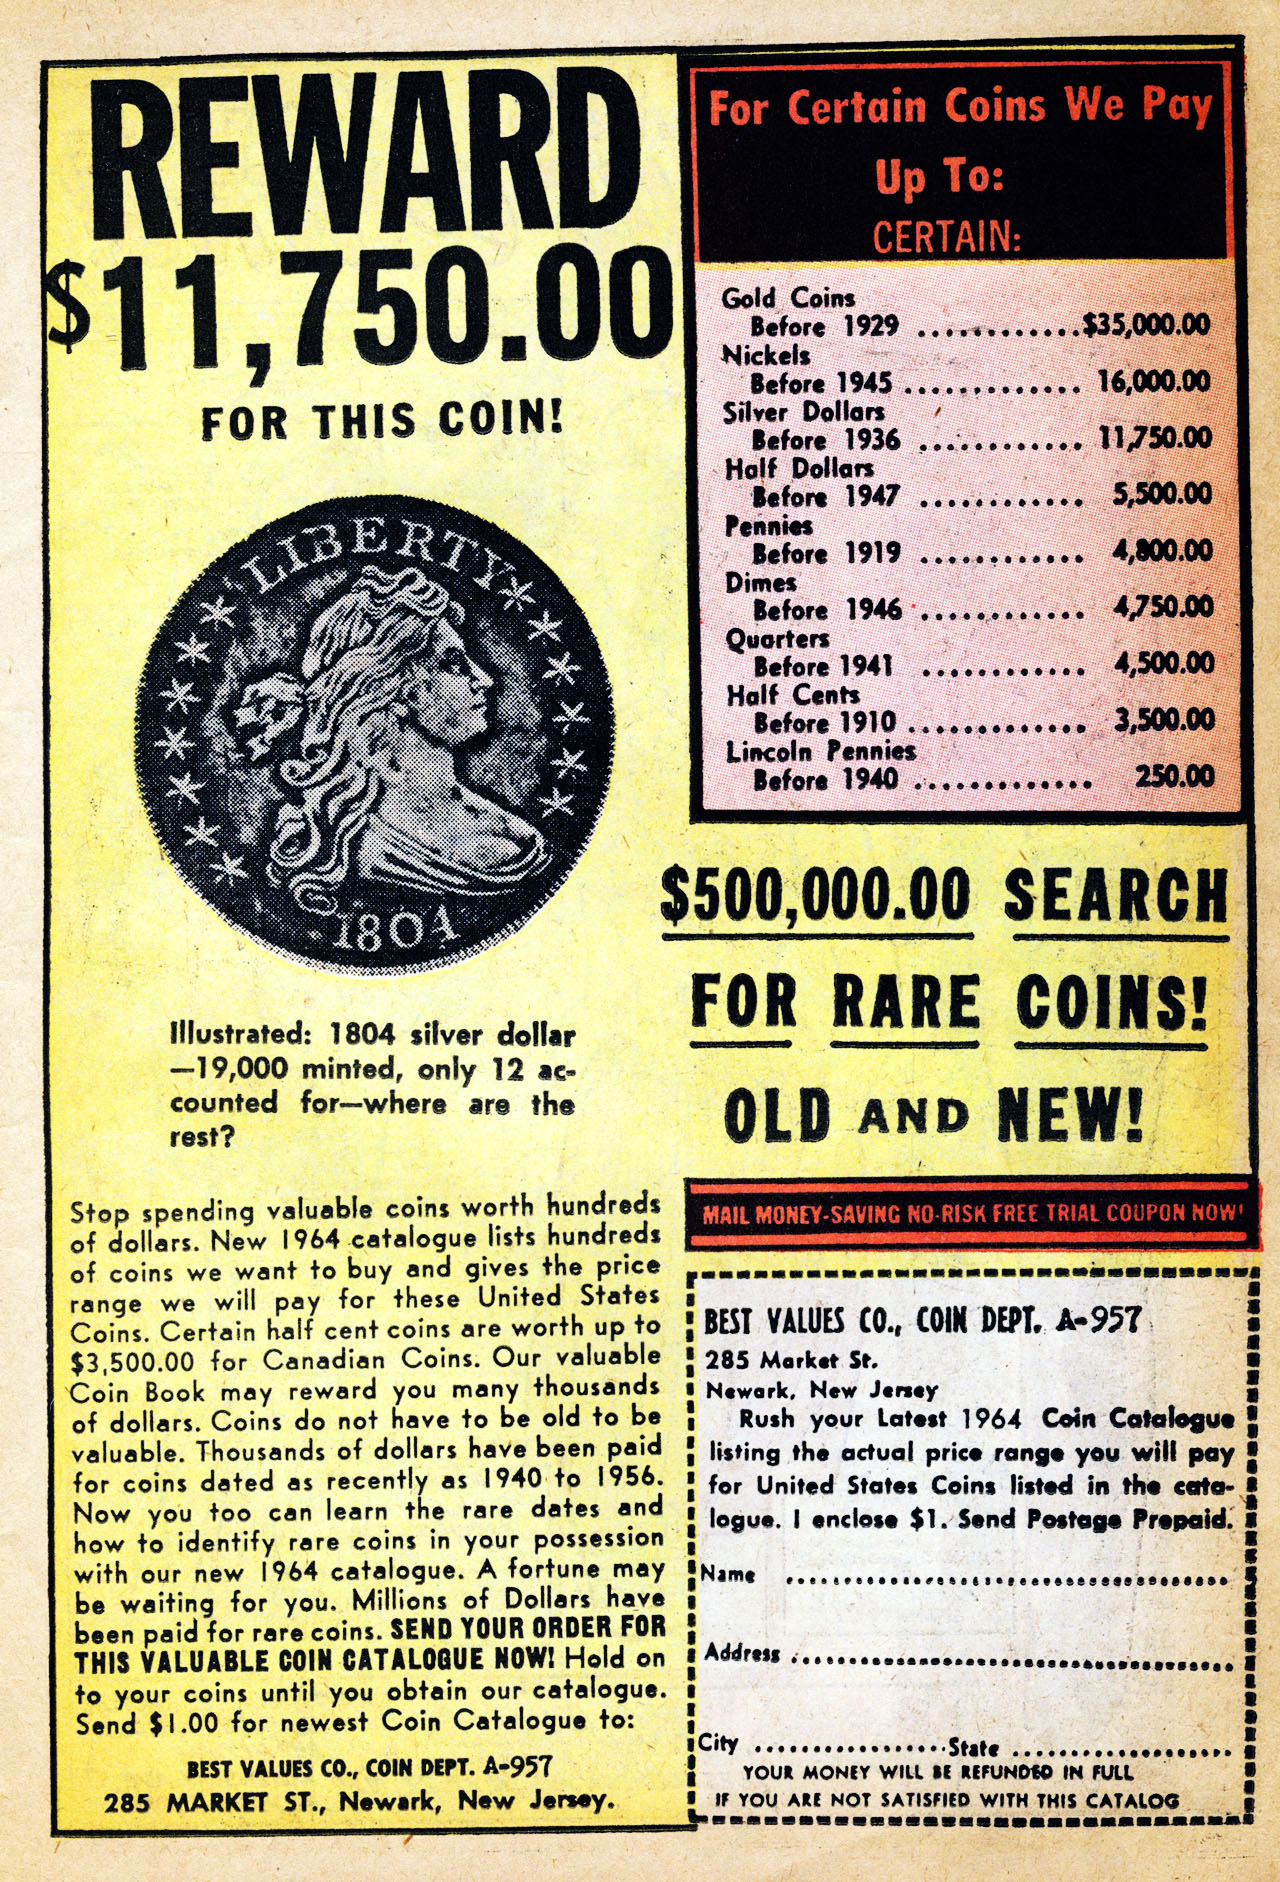 REWARD
$11,750.00
FOR THIS COIN!
LIBERTY
1804
Illustrated: 1804 silver dollar
—19,000 minted, only 12 ac-
counted for—where are the
rest?
Stop spending valuable coins worth hundreds
of dollars. New 1964 catalogue lists hundreds
of coins we want to buy and gives the price
range we will pay for these United States
Coins. Certain half cent coins are worth up to
$3,500.00 for Canadian Coins. Our valuable
Coin Book may reward you many thousands
of dollars. Coins do not have to be old to be
valuable. Thousands of dollars have been paid
for coins dated as recently as 1940 to 1956.
Now you too can learn the rare dates and
how to identify rare coins in your possession
with our new 1964 catalogue. A fortune may
be waiting for you. Millions of Dollars have
been paid for rare coins. SEND YOUR ORDER FOR
THIS VALUABLE COIN CATALOGUE NOW! Hold on
to your coins until you obtain our catalogue.
Send $1.00 for newest Coin Catalogue to:
BEST VALUES CO., COIN DEPT. A-957
285 MARKET ST., Newark, New Jersey.
For Certain Coins We Pay
Up To:
CERTAIN:
Gold Coins
Before 1929 ............$35,000.00
Nickels
Before 1945 ............. 16,000.00
Silver Dollars
Before 1936 ............ 11,750.00
Half Dollars
Before 1947 ............ 5,500.00
Pennies
Before 1919 ............ 4,800.00
Dimes
Before 1946 ............ 4,750.00
Quarters
Before 1941 ............ 4,500.00
Half Cents
Before 1910 ............. 3,500.00
Lincoln Pennies
Before 1940 ............. 250.00
$500,000.00 SEARCH
FOR RARE COINS!
OLD AND NEW!
MAIL MONEY-SAVING NO-RISK FREE TRIAL COUPON NOW!
BEST VALUES CO., COIN DEPT. A-957
285 Market St.
Newark, New Jersey
Rush your Latest 1964 Coin Catalogue
listing the actual price range you will pay
for United States Coins listed in the cata-
logue. I enclose $1. Send Postage Prepaid.
Name ........................................
Address ........................................
City .................State ....................
YOUR MONEY WILL BE REFUNDED IN FULL
IF YOU ARE NOT SATISFIED WITH THIS CATALOG